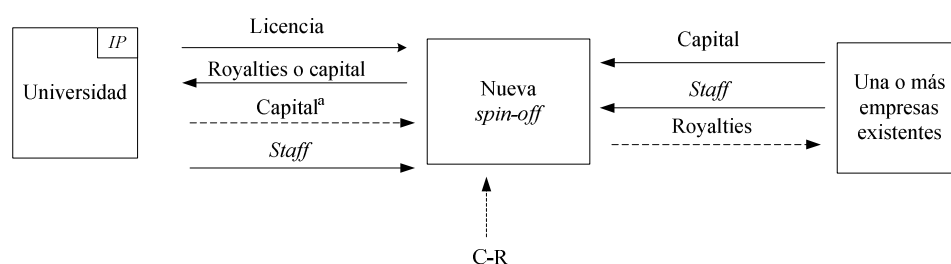 IP
Universidad
Licencia
Royalties o capital
Capitalª
Staff
Nueva
spin-off
Capital
Staff
Royalties
Una o más
empresas
existentes
C-R